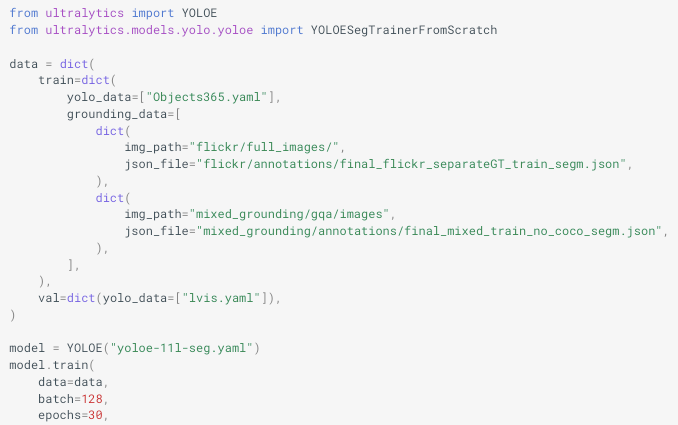 from ultralytics import YOLOE
from ultralytics.models.yolo.yoloe import YOLOESegTrainerFromScratch

data = dict(
    train=dict(
        yolo_data=["Objects365.yaml"],
        grounding_data=[
            dict(
                img_path="flickr/full_images/",
                json_file="flickr/annotations/final_flickr_separateGT_train_segm.json",
            ),
            dict(
                img_path="mixed_grounding/gqa/images",
                json_file="mixed_grounding/annotations/final_mixed_train_no_coco_segm.json",
            ),
        ],
    ),
    val=dict(yolo_data=["lvis.yaml"]),
)

model = YOLOE("yoloe-11l-seg.yaml")
model.train(
    data=data,
    batch=128,
    epochs=30,